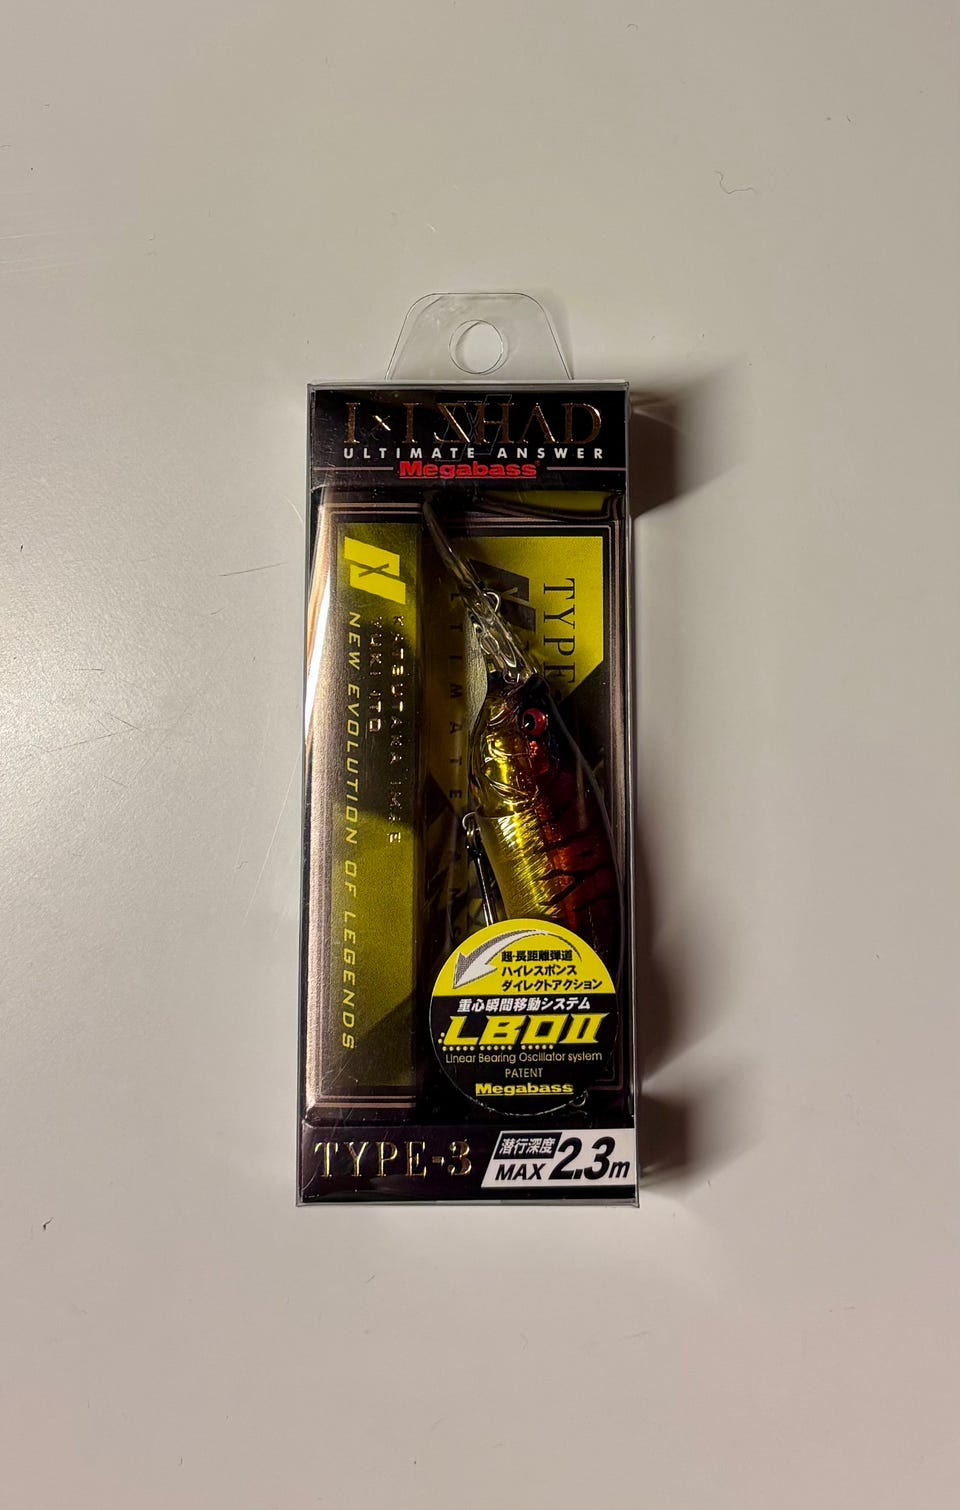 I×I SHAD
ULTIMATE ANSWER
Megabass
KATSUTAKA IMAE
YUKI ITO
NEW EVOLUTION OF LEGENDS
TYPE-
ULTIMATE
超・長距離弾道
ハイレスポンス
ダイレクトアクション
重心瞬間移動システム
LBOII
Linear Bearing Oscillator system
PATENT
Megabass
TYPE-3
潜行深度
MAX 2.3m